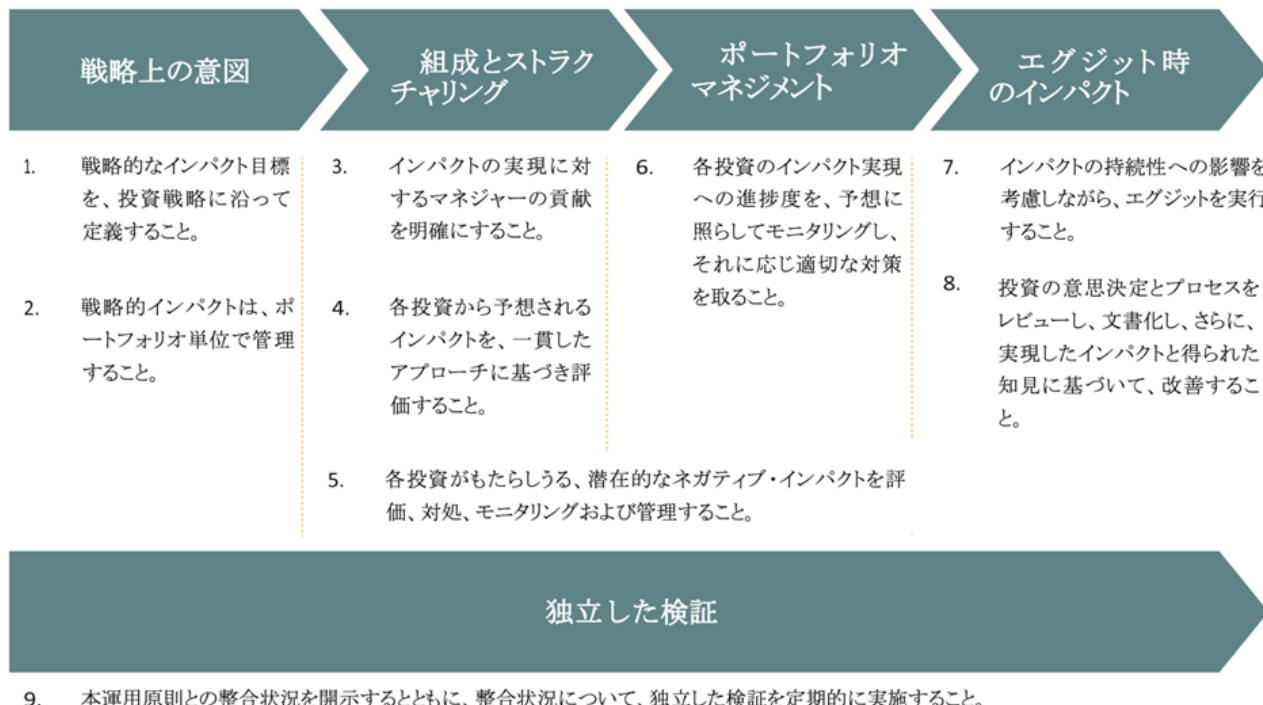 戦略上の意図
組成とストラク
チャリング
ポートフォリオ
マネジメント
エグジット時
のインパクト
1. 戦略的なインパクト目標
を、投資戦略に沿って
定義すること。
2. 戦略的インパクトは、ポ
ートフォリオ単位で管理
すること。
3. インパクトの実現に対
するマネジャーの貢献
を明確にすること。
4. 各投資から予想される
インパクトを、一貫した
アプローチに基づき評
価すること。
5. 各投資がもたらしうる、潜在的なネガティブ・インパクトを評
価、対処、モニタリングおよび管理すること。
6. 各投資のインパクト実現
への進捗度を、予想に
照らしてモニタリングし、
それに応じ適切な対策
を取ること。
7. インパクトの持続性への影響を
考慮しながら、エグジットを実行
すること。
8. 投資の意思決定とプロセスを
レビューし、文書化し、さらに、
実現したインパクトと得られた
知見に基づいて、改善するこ
と。
独立した検証
9. 本運用原則との整合状況を開示するとともに、整合状況について、独立した検証を定期的に実施すること。